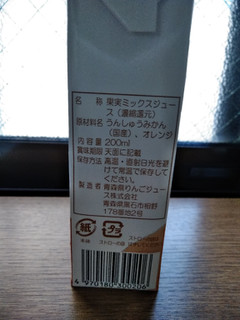 名 称 果実ミックスジュー
ス（濃縮還元）
原材料名 うんしゅうみかん
（国産）、オレンジ
内容量 200ml
賞味期限 天面に記載
保存方法 高温・直射日光を避
けて常温で保存して
ください。
製造者 青森県りんごジュー
ス株式会社
青森県黒石市相野
178番地2号
紙